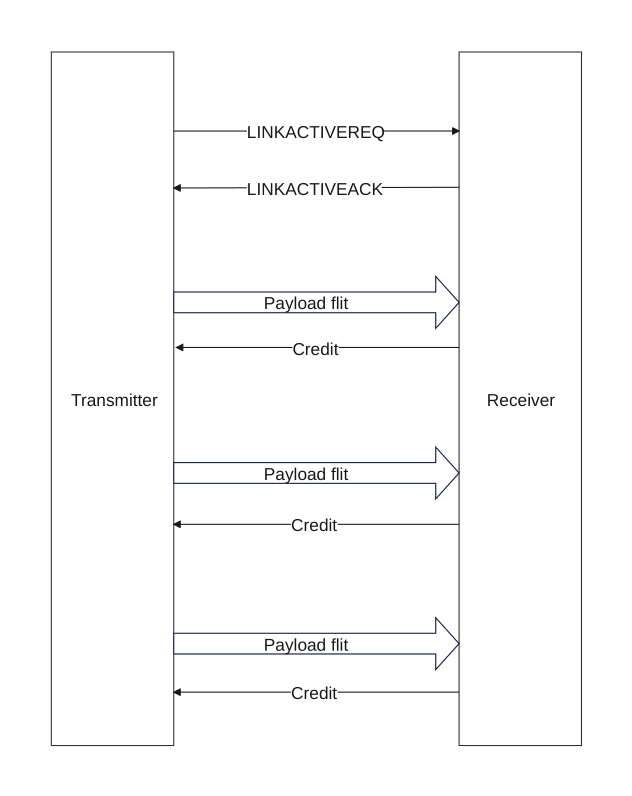 LINKACTIVEREQ
LINKACTIVEACK
Payload flit
Credit
Transmitter
Receiver
Payload flit
Credit
Payload flit
Credit